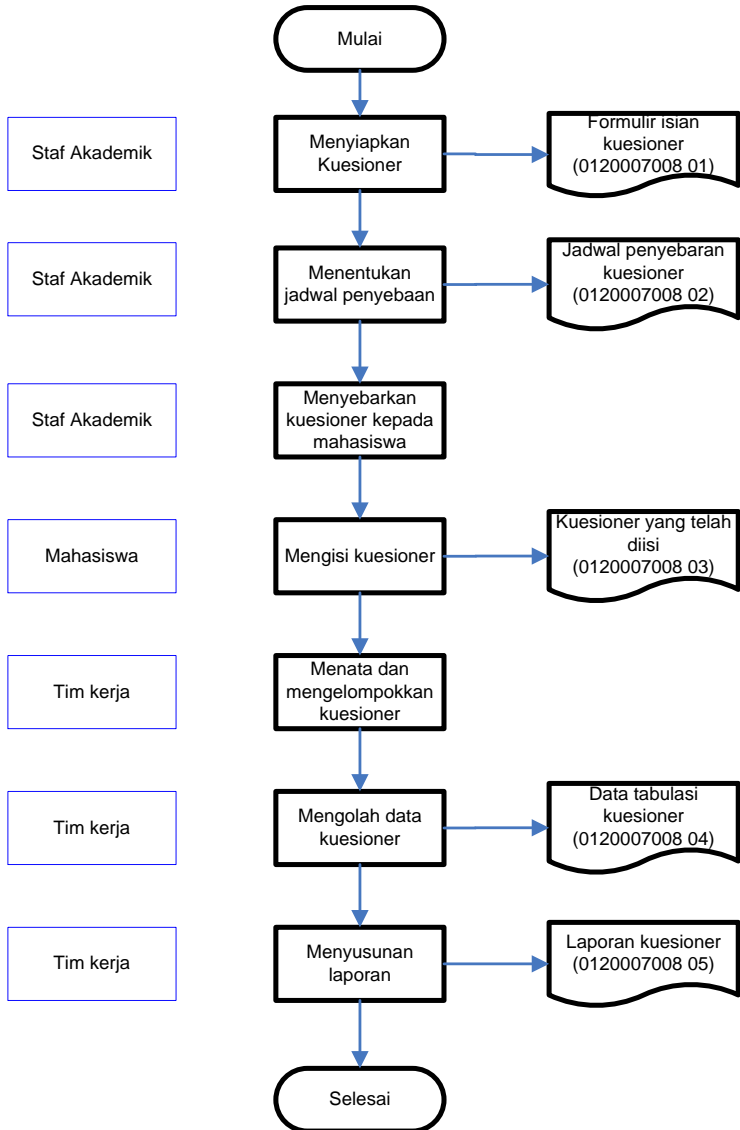 Mulai
Staf Akademik
Menyiapkan
Kuesioner
Formulir isian
kuesioner
(0120007008 01)
Staf Akademik
Menentukan
jadwal penyebaan
Jadwal penyebaran
kuesioner
(0120007008 02)
Staf Akademik
Menyebarkan
kuesioner kepada
mahasiswa
Mahasiswa
Mengisi kuesioner
Kuesioner yang telah
diisi
(0120007008 03)
Tim kerja
Menata dan
mengelompokkan
kuesioner
Tim kerja
Mengolah data
kuesioner
Data tabulasi
kuesioner
(0120007008 04)
Tim kerja
Menyusunan
laporan
Laporan kuesioner
(0120007008 05)
Selesai